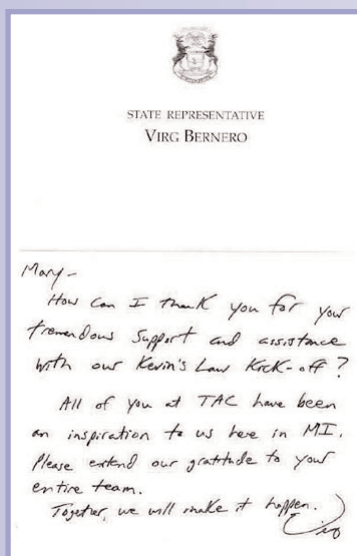 STATE REPRESENTATIVE
VIRG BERNERO
Mary-
How can I thank you for your
tremendous support and assistance
with our Kevin's Law Kick-off?
All of you at TAC have been
an inspiration to us here in MI.
Please extend our gratitude to your
entire team.
Together, we will make it happen.
Virg